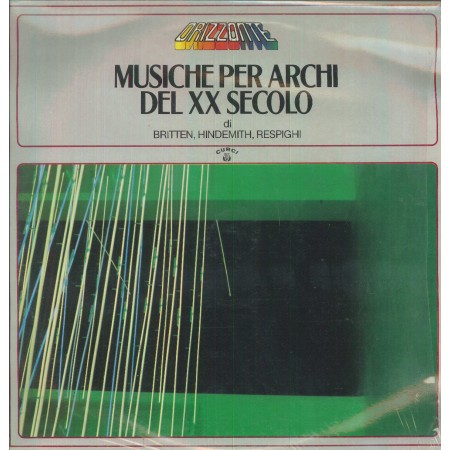 ORIZZONTE
MUSICHE PER ARCHI
DEL XX SECOLO
di
BRITTEN, HINDEMITH, RESPIGHI
CURCI